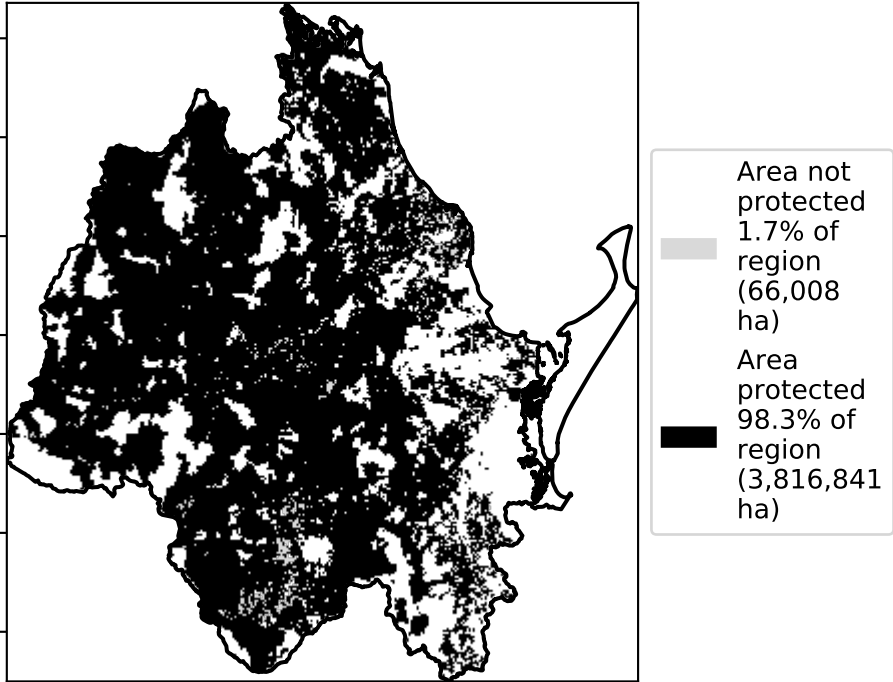 Area not
protected
1.7% of
region
(66,008
ha)
Area
protected
98.3% of
region
(3,816,841
ha)